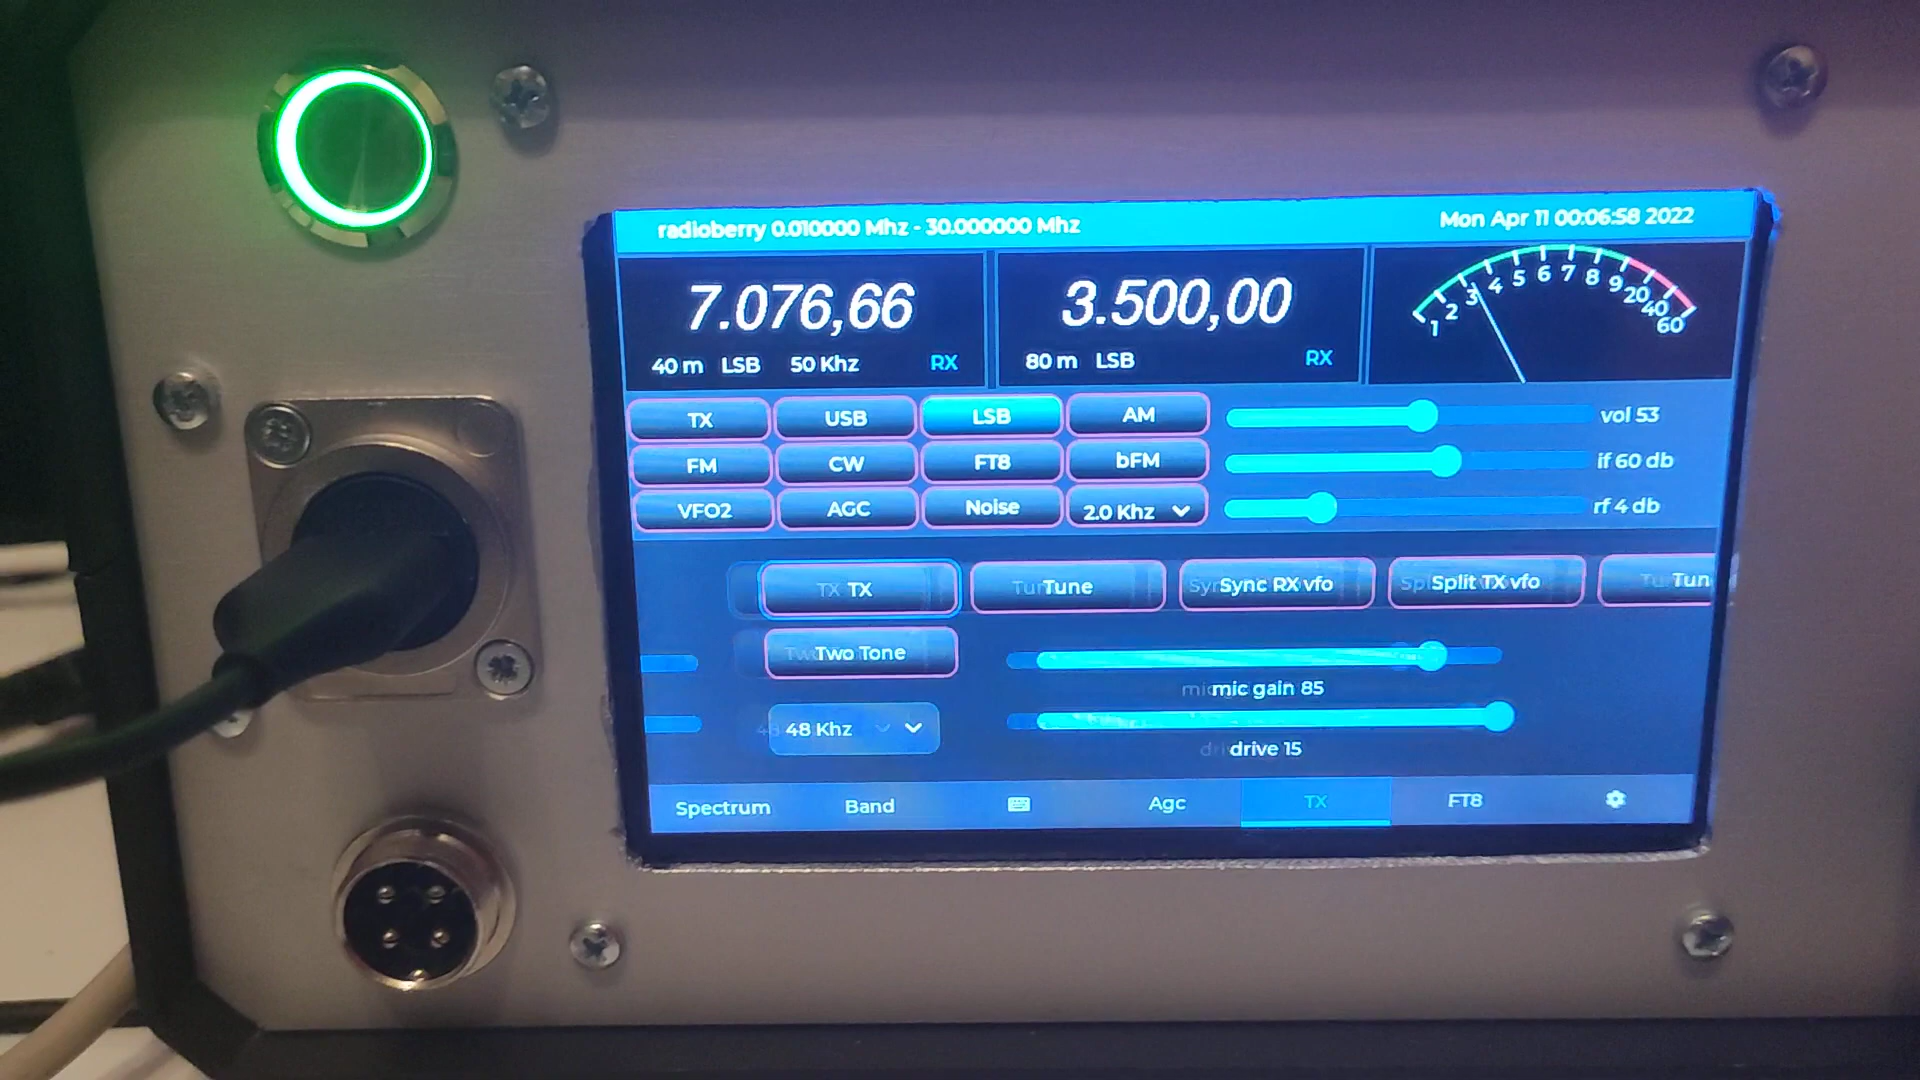 radioberry 0.010000 Mhz - 30.000000 Mhz
Mon Apr 11 00:06:58 2022
7.076,66
40 m LSB 50 Khz RX
3.500,00
80 m LSB RX
1 2 3 4 5 6 7 8 9 20 40 60
TX USB LSB AM
vol 53
FM CW FT8 bFM
if 60 db
VFO2 AGC Noise 2.0 Khz
rf 4 db
TX Tune Sync RX vfo Split TX vfo Tun
Two Tone
mic gain 85
48 Khz
drive 15
Spectrum Band Agc TX FT8